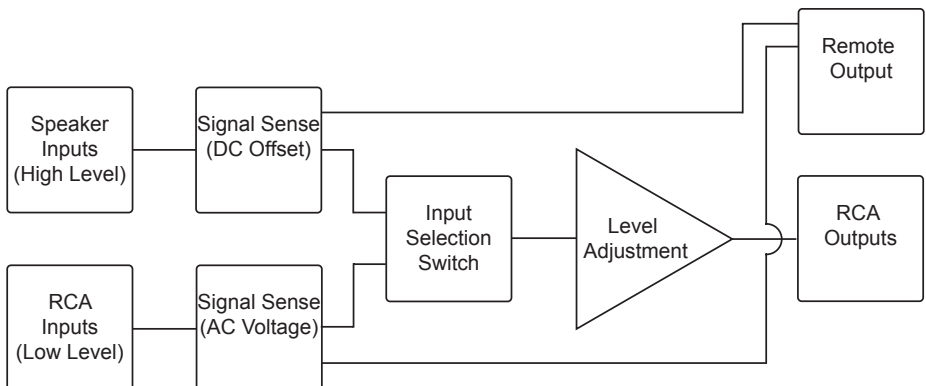 Speaker
Inputs
(High Level)
Signal Sense
(DC Offset)
Remote
Output
Input
Selection
Switch
Level
Adjustment
RCA
Outputs
RCA
Inputs
(Low Level)
Signal Sense
(AC Voltage)